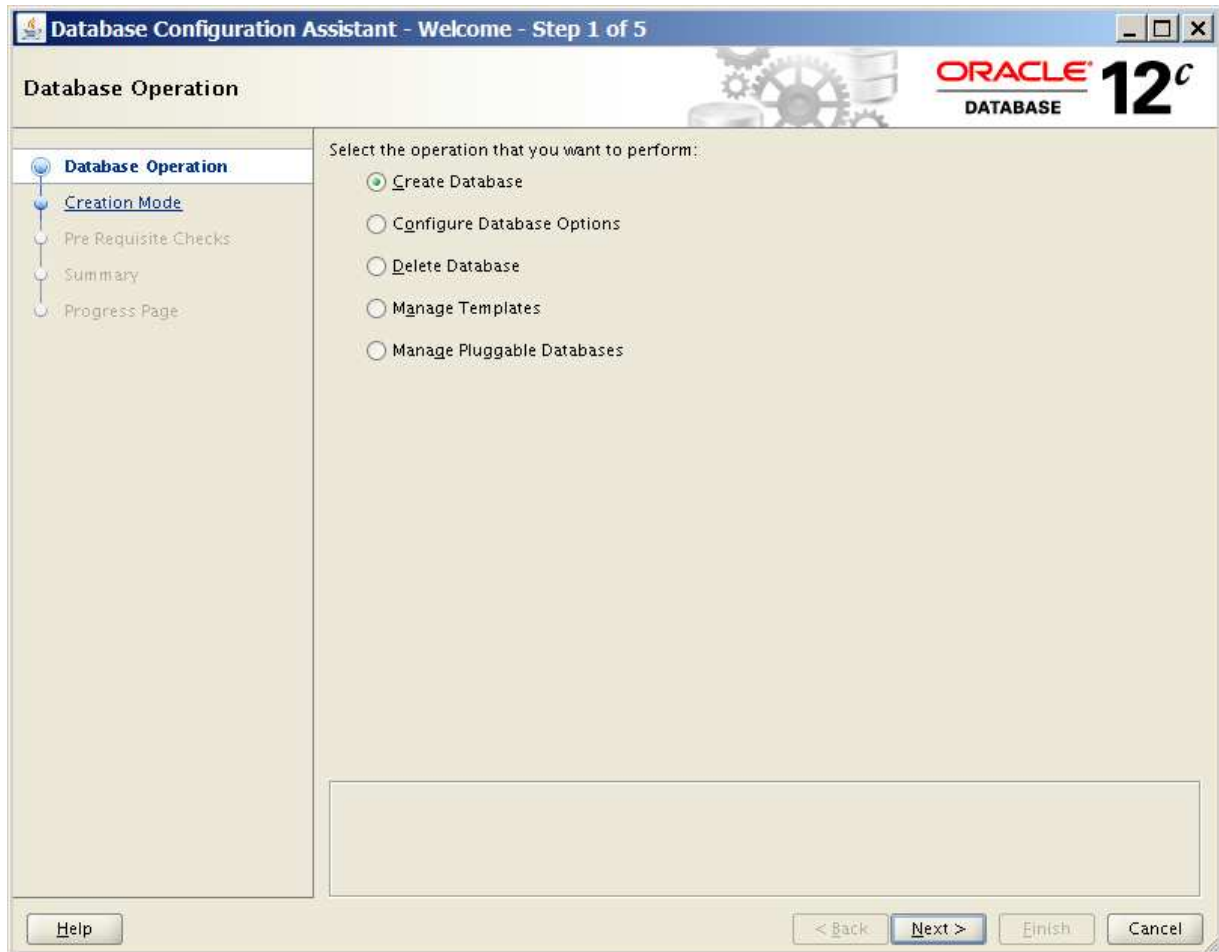 Database Configuration Assistant - Welcome - Step 1 of 5
Database Operation
ORACLE®
DATABASE
12c
Database Operation
Creation Mode
Pre Requisite Checks
Summary
Progress Page
Select the operation that you want to perform:
Create Database
Configure Database Options
Delete Database
Manage Templates
Manage Pluggable Databases
Help
< Back
Next >
Finish
Cancel